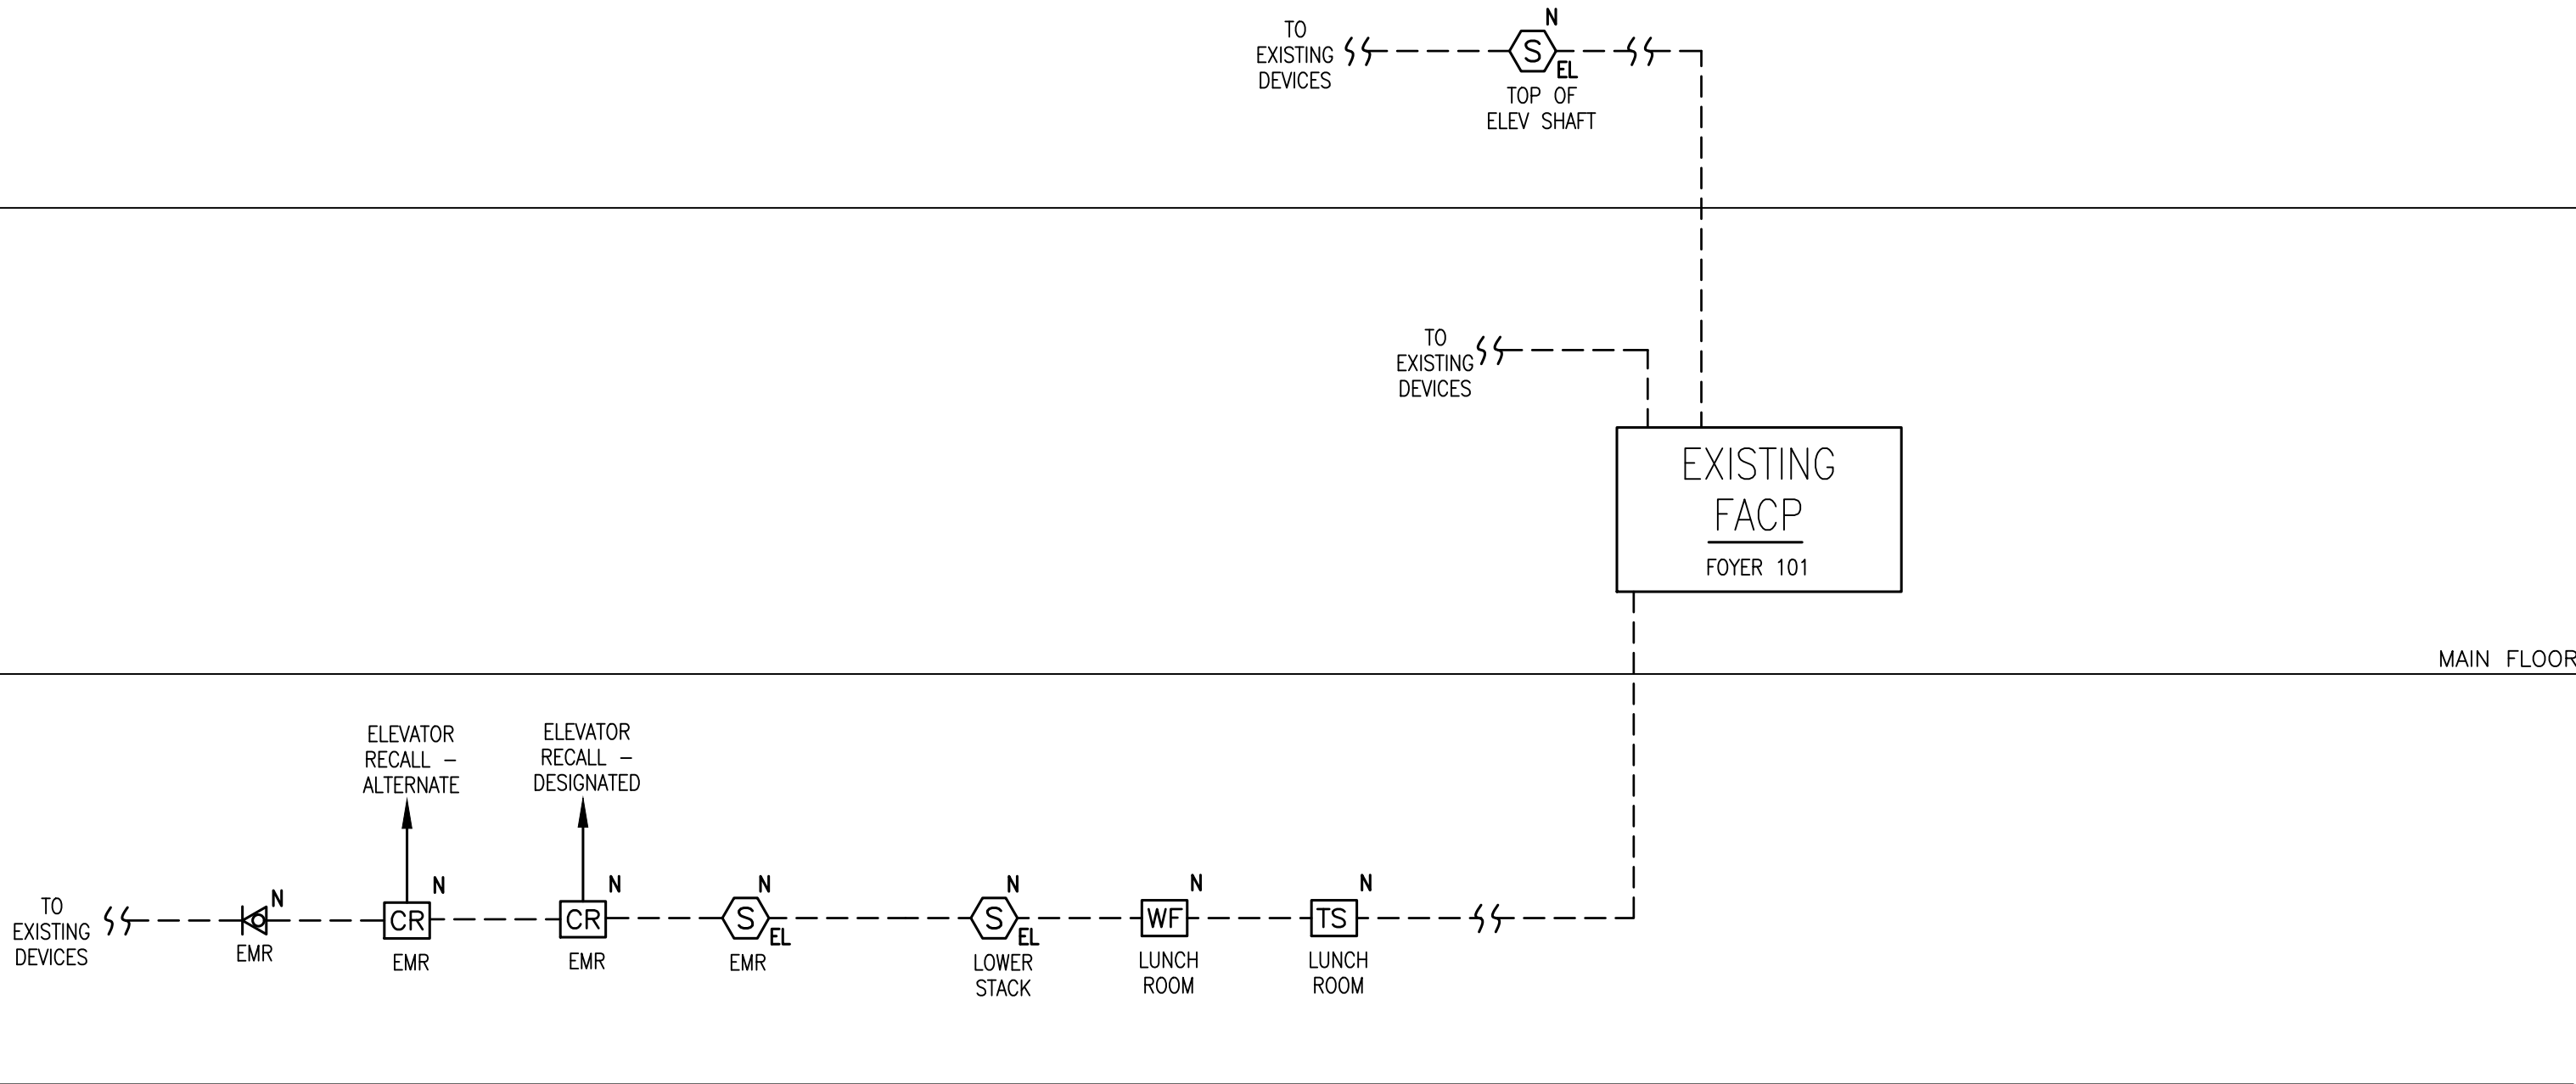 N
TO
EXISTING
DEVICES
S
EL
TOP OF
ELEV SHAFT
TO
EXISTING
DEVICES
EXISTING
FACP
FOYER 101
MAIN FLOOR
ELEVATOR
RECALL -
ALTERNATE
ELEVATOR
RECALL -
DESIGNATED
TO
EXISTING
DEVICES
N
EMR
N
CR
EMR
N
CR
EMR
N
S
EL
EMR
N
S
EL
LOWER
STACK
N
WF
LUNCH
ROOM
N
TS
LUNCH
ROOM